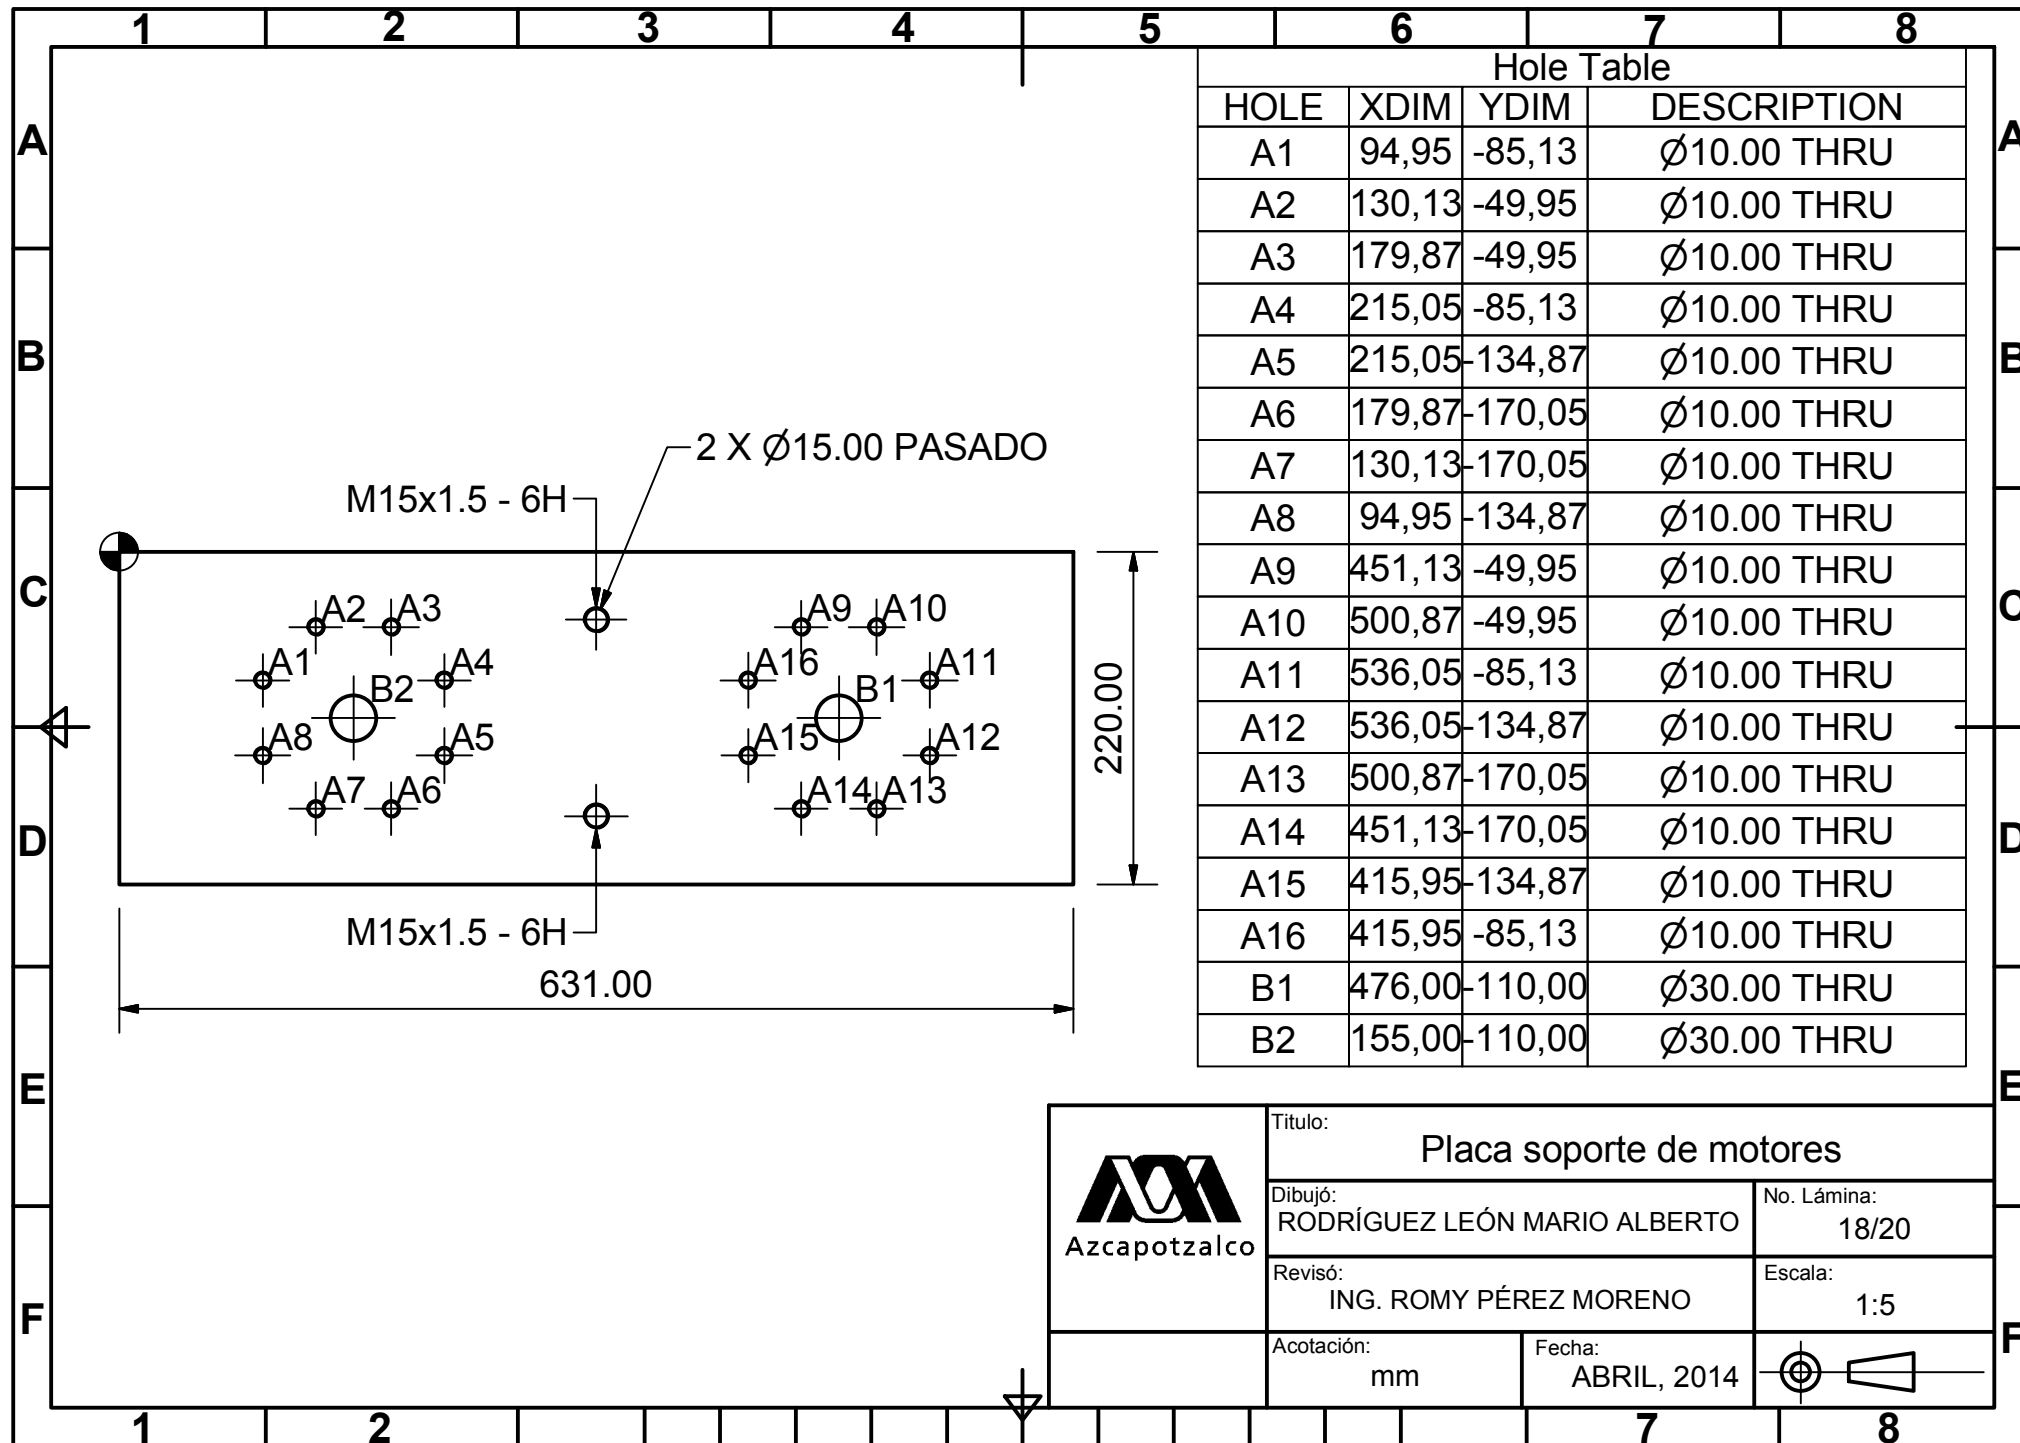 1 2 3 4 5 6 7 8
Hole Table
HOLE XDIM YDIM DESCRIPTION
A1 94,95 -85,13 Ø10.00 THRU
A2 130,13 -49,95 Ø10.00 THRU
A3 179,87 -49,95 Ø10.00 THRU
A4 215,05 -85,13 Ø10.00 THRU
A5 215,05 -134,87 Ø10.00 THRU
A6 179,87 -170,05 Ø10.00 THRU
A7 130,13 -170,05 Ø10.00 THRU
A8 94,95 -134,87 Ø10.00 THRU
A9 451,13 -49,95 Ø10.00 THRU
A10 500,87 -49,95 Ø10.00 THRU
A11 536,05 -85,13 Ø10.00 THRU
A12 536,05 -134,87 Ø10.00 THRU
A13 500,87 -170,05 Ø10.00 THRU
A14 451,13 -170,05 Ø10.00 THRU
A15 415,95 -134,87 Ø10.00 THRU
A16 415,95 -85,13 Ø10.00 THRU
B1 476,00 -110,00 Ø30.00 THRU
B2 155,00 -110,00 Ø30.00 THRU
A A
B B
C C
D D
E E
F F
2 X Ø15.00 PASADO
M15x1.5 - 6H
A2 A3 A9 A10
A1 A4 A16 A11
B2 B1
A8 A5 A15 A12
A7 A6 A14 A13
220.00
M15x1.5 - 6H
631.00
Azcapotzalco
Titulo:
Placa soporte de motores
Dibujó:
RODRÍGUEZ LEÓN MARIO ALBERTO
No. Lámina:
18/20
Revisó:
ING. ROMY PÉREZ MORENO
Escala:
1:5
Acotación:
mm
Fecha:
ABRIL, 2014
1 2 7 8